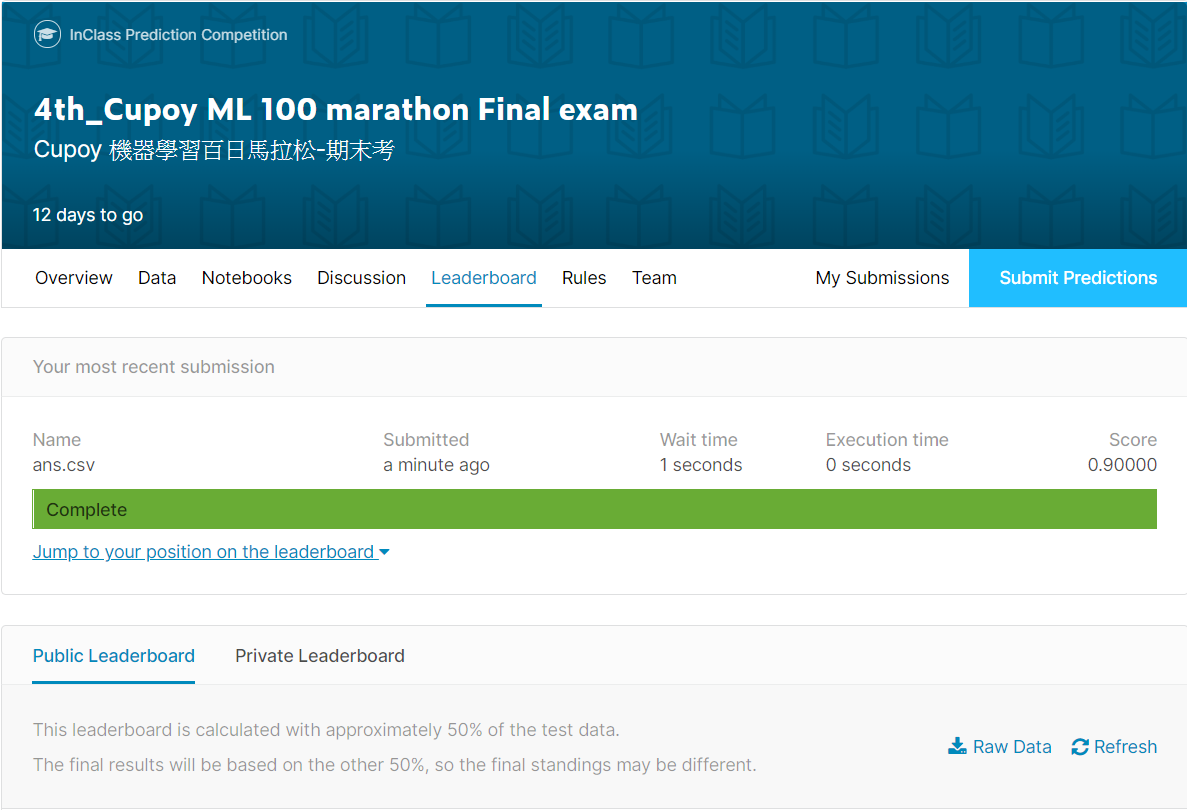 InClass Prediction Competition
4th_Cupoy ML 100 marathon Final exam
Cupoy 機器學習百日馬拉松-期末考
12 days to go
Overview Data Notebooks Discussion Leaderboard Rules Team My Submissions Submit Predictions
Your most recent submission
Name Submitted Wait time Execution time Score
ans.csv a minute ago 1 seconds 0 seconds 0.90000
Complete
Jump to your position on the leaderboard
Public Leaderboard Private Leaderboard
This leaderboard is calculated with approximately 50% of the test data.
The final results will be based on the other 50%, so the final standings may be different.
Raw Data Refresh